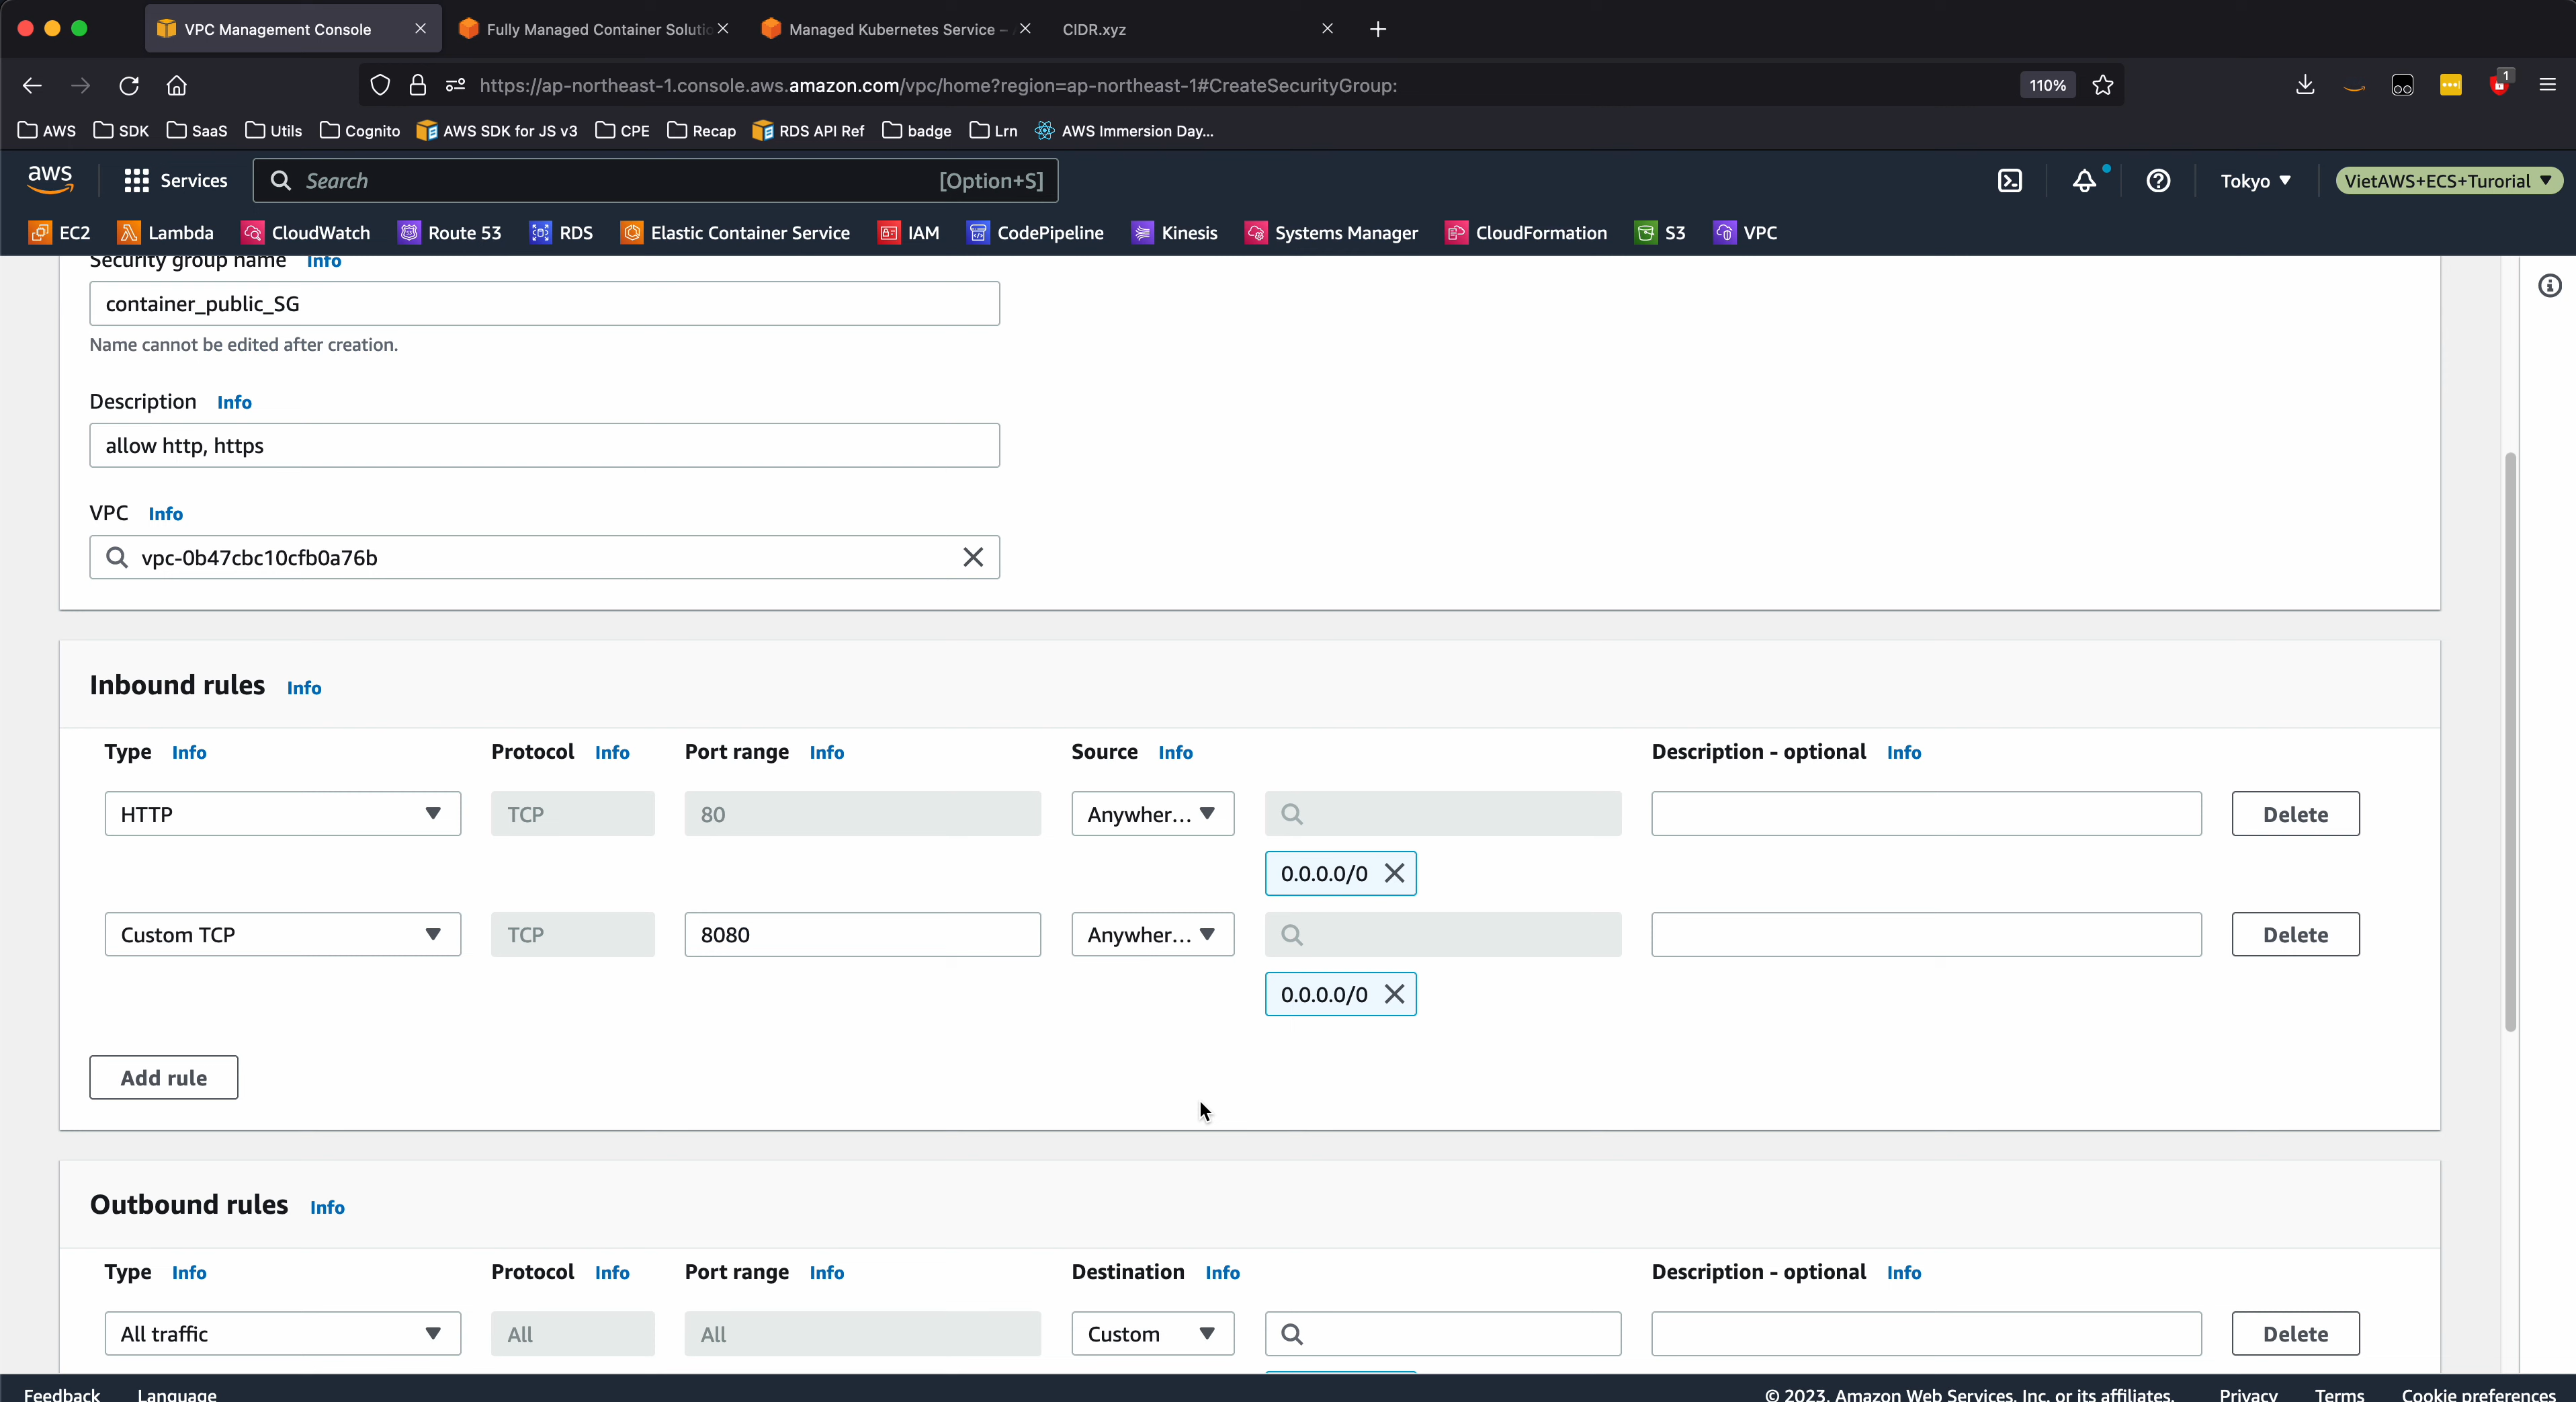 VPC Management Console
Fully Managed Container Solutio
Managed Kubernetes Service –
CIDR.xyz
https://ap-northeast-1.console.aws.amazon.com/vpc/home?region=ap-northeast-1#CreateSecurityGroup:
110%
1
AWS SDK SaaS Utils Cognito AWS SDK for JS v3 CPE Recap RDS API Ref badge Lrn AWS Immersion Day...
aws Services Search [Option+S] Tokyo VietAWS+ECS+Turorial
EC2 Lambda CloudWatch Route 53 RDS Elastic Container Service IAM CodePipeline Kinesis Systems Manager CloudFormation S3 VPC
Security group name Info
container_public_SG
Name cannot be edited after creation.
Description Info
allow http, https
VPC Info
vpc-0b47cbc10cfb0a76b
Inbound rules Info
Type Info Protocol Info Port range Info Source Info Description - optional Info
HTTP TCP 80 Anywher... Delete
0.0.0.0/0
Custom TCP TCP 8080 Anywher... Delete
0.0.0.0/0
Add rule
Outbound rules Info
Type Info Protocol Info Port range Info Destination Info Description - optional Info
All traffic All All Custom Delete
Feedback Language © 2023, Amazon Web Services, Inc. or its affiliates. Privacy Terms Cookie preferences